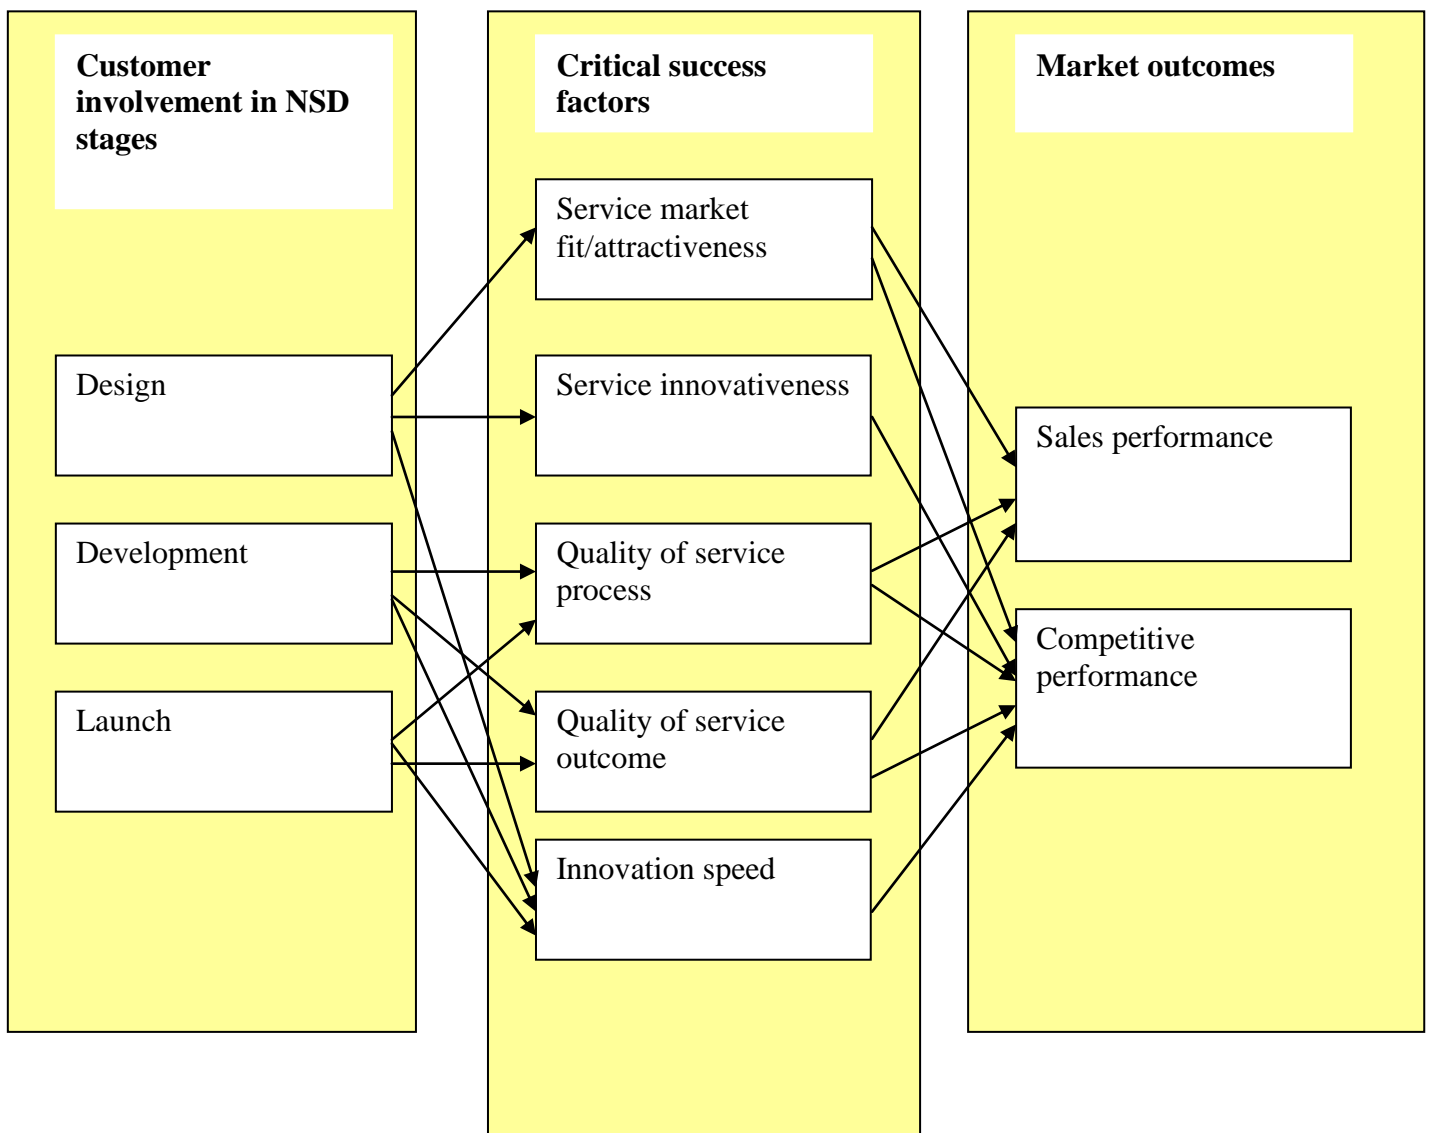 Customer
involvement in NSD
stages
Critical success
factors
Market outcomes
Service market
fit/attractiveness
Design
Service innovativeness
Sales performance
Development
Quality of service
process
Competitive
performance
Launch
Quality of service
outcome
Innovation speed